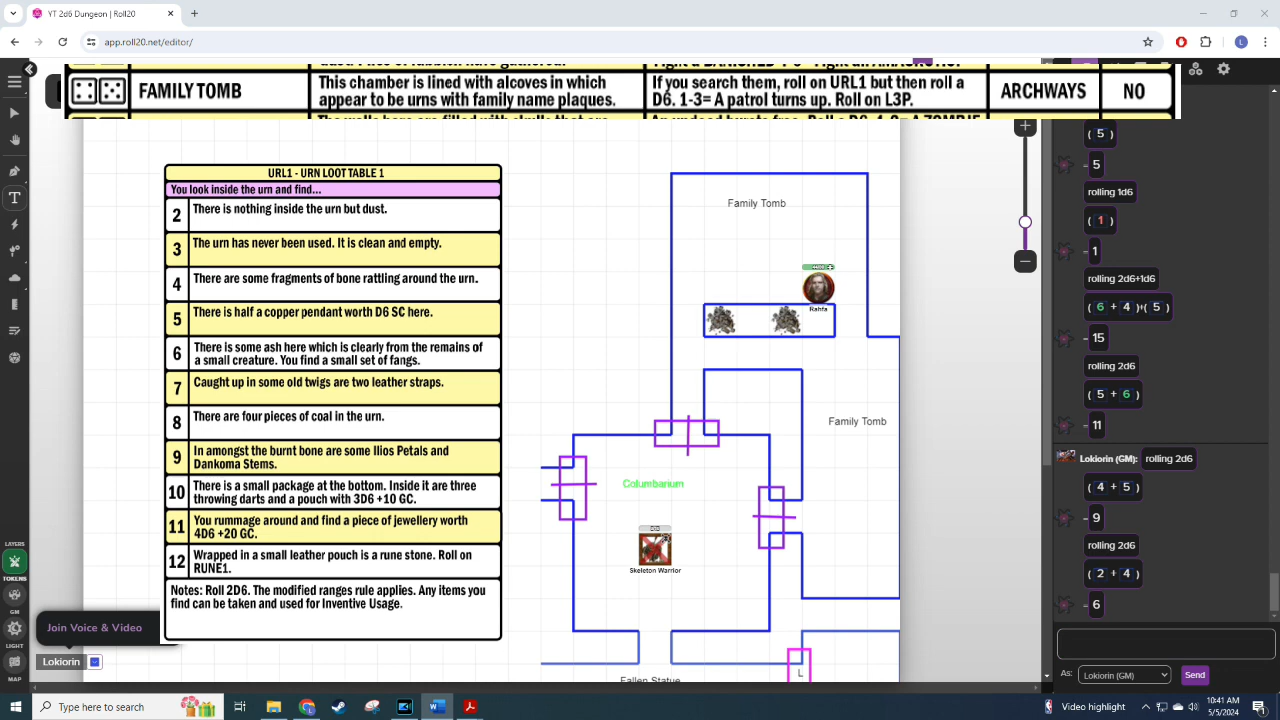 YT 2d6 Realm | Roll20
app.roll20.net/editor/
FAMILY TOMB
This chamber is lined with alcoves in which
appear to be urns with family name plaques.
If you search them, roll on URL1 but then roll a
D6. 1-3= A patrol turns up. Roll on L3P.
ARCHWAYS
NO
URL1 - URN LOOT TABLE 1
You look inside the urn and find...
2 There is nothing inside the urn but dust.
3 The urn has never been used. It is clean and empty.
4 There are some fragments of bone rattling around the urn.
5 There is half a copper pendant worth D6 SC here.
6 There is some ash here which is clearly from the remains of
a small creature. You find a small set of fangs.
7 Caught up in some old twigs are two leather straps.
8 There are four pieces of coal in the urn.
9 In amongst the burnt bone are some Ilios Petals and
Dankoma Stems.
10 There is a small package at the bottom. Inside it are three
throwing darts and a pouch with 3D6 +10 GC.
11 You rummage around and find a piece of jewellery worth
4D6 +20 GC.
12 Wrapped in a small leather pouch is a rune stone. Roll on
RUNE1.
Notes: Roll 2D6. The modified ranges rule applies. Any items you
find can be taken and used for Inventive Usage.
Family Tomb
Rahfa
Family Tomb
Columbarium
Skeleton Warrior
L
Fallen Statue
LAYERS
TOKENS
GM
LIGHT
MAP
Join Voice & Video
Lokiorin
(5)
=5
rolling 1d6
(1)
=1
rolling 2d6+1d6
(6+4)+(5)
=15
rolling 2d6
(5+6)
=11
Lokiorin (GM): rolling 2d6
(4+5)
=9
rolling 2d6
(2+4)
=6
As: Lokiorin (GM) Send
Type here to search
10:41 AM
5/5/2024